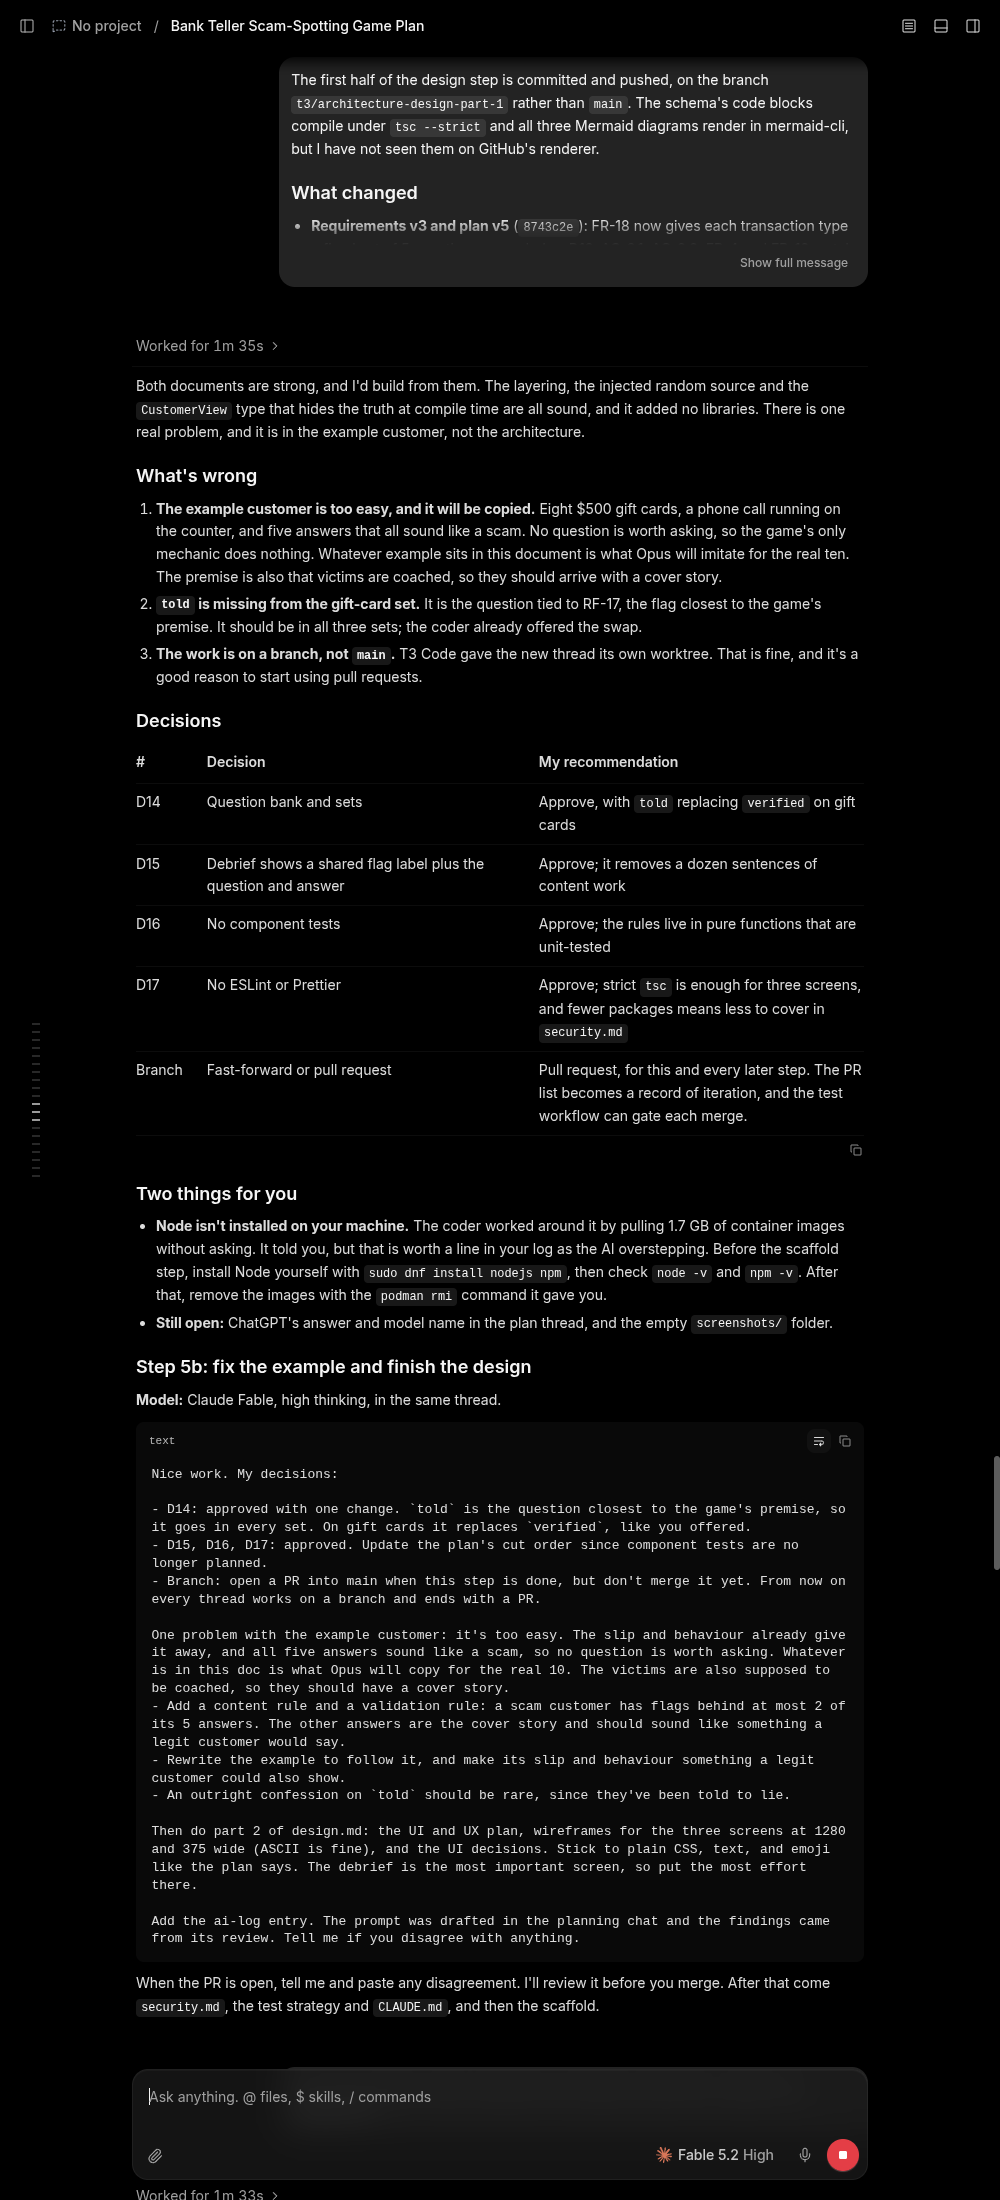 No project / Bank Teller Scam-Spotting Game Plan
The first half of the design step is committed and pushed, on the branch
t3/architecture-design-part-1 rather than main. The schema's code blocks
compile under tsc --strict and all three Mermaid diagrams render in mermaid-cli,
but I have not seen them on GitHub's renderer.
What changed
• Requirements v3 and plan v5 (8743c2e): FR-18 now gives each transaction type
Show full message
Worked for 1m 35s >
Both documents are strong, and I'd build from them. The layering, the injected random source and the
CustomerView type that hides the truth at compile time are all sound, and it added no libraries. There is one
real problem, and it is in the example customer, not the architecture.
What's wrong
1. The example customer is too easy, and it will be copied. Eight $500 gift cards, a phone call running on
the counter, and five answers that all sound like a scam. No question is worth asking, so the game's only
mechanic does nothing. Whatever example sits in this document is what Opus will imitate for the real ten.
The premise is also that victims are coached, so they should arrive with a cover story.
2. told is missing from the gift-card set. It is the question tied to RF-17, the flag closest to the game's
premise. It should be in all three sets; the coder already offered the swap.
3. The work is on a branch, not main. T3 Code gave the new thread its own worktree. That is fine, and it's a
good reason to start using pull requests.
Decisions
# Decision My recommendation
D14 Question bank and sets Approve, with told replacing verified on gift
cards
D15 Debrief shows a shared flag label plus the Approve; it removes a dozen sentences of
question and answer content work
D16 No component tests Approve; the rules live in pure functions that are
unit-tested
D17 No ESLint or Prettier Approve; strict tsc is enough for three screens,
and fewer packages means less to cover in
security.md
Branch Fast-forward or pull request Pull request, for this and every later step. The PR
list becomes a record of iteration, and the test
workflow can gate each merge.
Two things for you
• Node isn't installed on your machine. The coder worked around it by pulling 1.7 GB of container images
without asking. It told you, but that is worth a line in your log as the AI overstepping. Before the scaffold
step, install Node yourself with sudo dnf install nodejs npm, then check node -v and npm -v. After
that, remove the images with the podman rmi command it gave you.
• Still open: ChatGPT's answer and model name in the plan thread, and the empty screenshots/ folder.
Step 5b: fix the example and finish the design
Model: Claude Fable, high thinking, in the same thread.
text
Nice work. My decisions:
- D14: approved with one change. `told` is the question closest to the game's premise, so
it goes in every set. On gift cards it replaces `verified`, like you offered.
- D15, D16, D17: approved. Update the plan's cut order since component tests are no
longer planned.
- Branch: open a PR into main when this step is done, but don't merge it yet. From now on
every thread works on a branch and ends with a PR.
One problem with the example customer: it's too easy. The slip and behaviour already give
it away, and all five answers sound like a scam, so no question is worth asking. Whatever
is in this doc is what Opus will copy for the real 10. The victims are also supposed to
be coached, so they should have a cover story.
- Add a content rule and a validation rule: a scam customer has flags behind at most 2 of
its 5 answers. The other answers are the cover story and should sound like something a
legit customer would say.
- Rewrite the example to follow it, and make its slip and behaviour something a legit
customer could also show.
- An outright confession on `told` should be rare, since they've been told to lie.
Then do part 2 of design.md: the UI and UX plan, wireframes for the three screens at 1280
and 375 wide (ASCII is fine), and the UI decisions. Stick to plain CSS, text, and emoji
like the plan says. The debrief is the most important screen, so put the most effort
there.
Add the ai-log entry. The prompt was drafted in the planning chat and the findings came
from its review. Tell me if you disagree with anything.
When the PR is open, tell me and paste any disagreement. I'll review it before you merge. After that come
security.md, the test strategy and CLAUDE.md, and then the scaffold.
Ask anything. @ files, $ skills, / commands
Fable 5.2 High
Worked for 1m 33s >